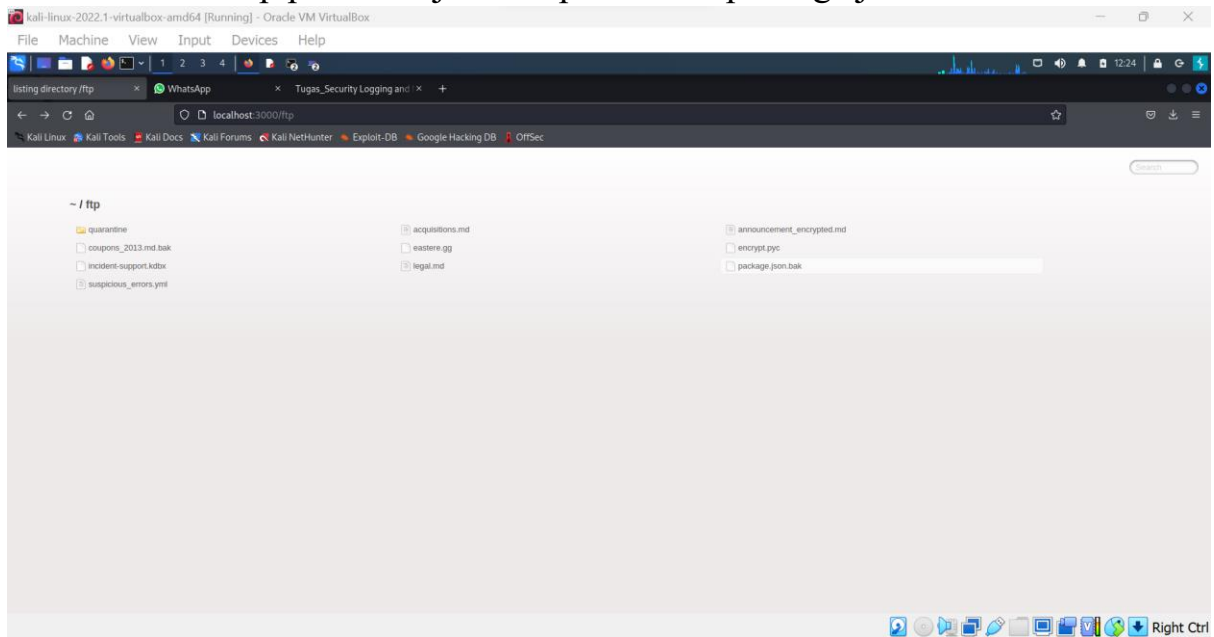 kali-linux-2022.1-virtualbox-amd64 [Running] - Oracle VM VirtualBox
File Machine View Input Devices Help
1 2 3 4 12:24
listing directory /ftp WhatsApp Tugas_Security Logging and
localhost:3000/ftp
Kali Linux Kali Tools Kali Docs Kali Forums Kali NetHunter Exploit-DB Google Hacking DB OffSec
Search
~ / ftp
quarantine acquisitions.md announcement_encrypted.md
coupons_2013.md.bak eastere.gg encrypt.pyc
incident-support.kdbx legal.md package.json.bak
suspicious_errors.yml
Right Ctrl